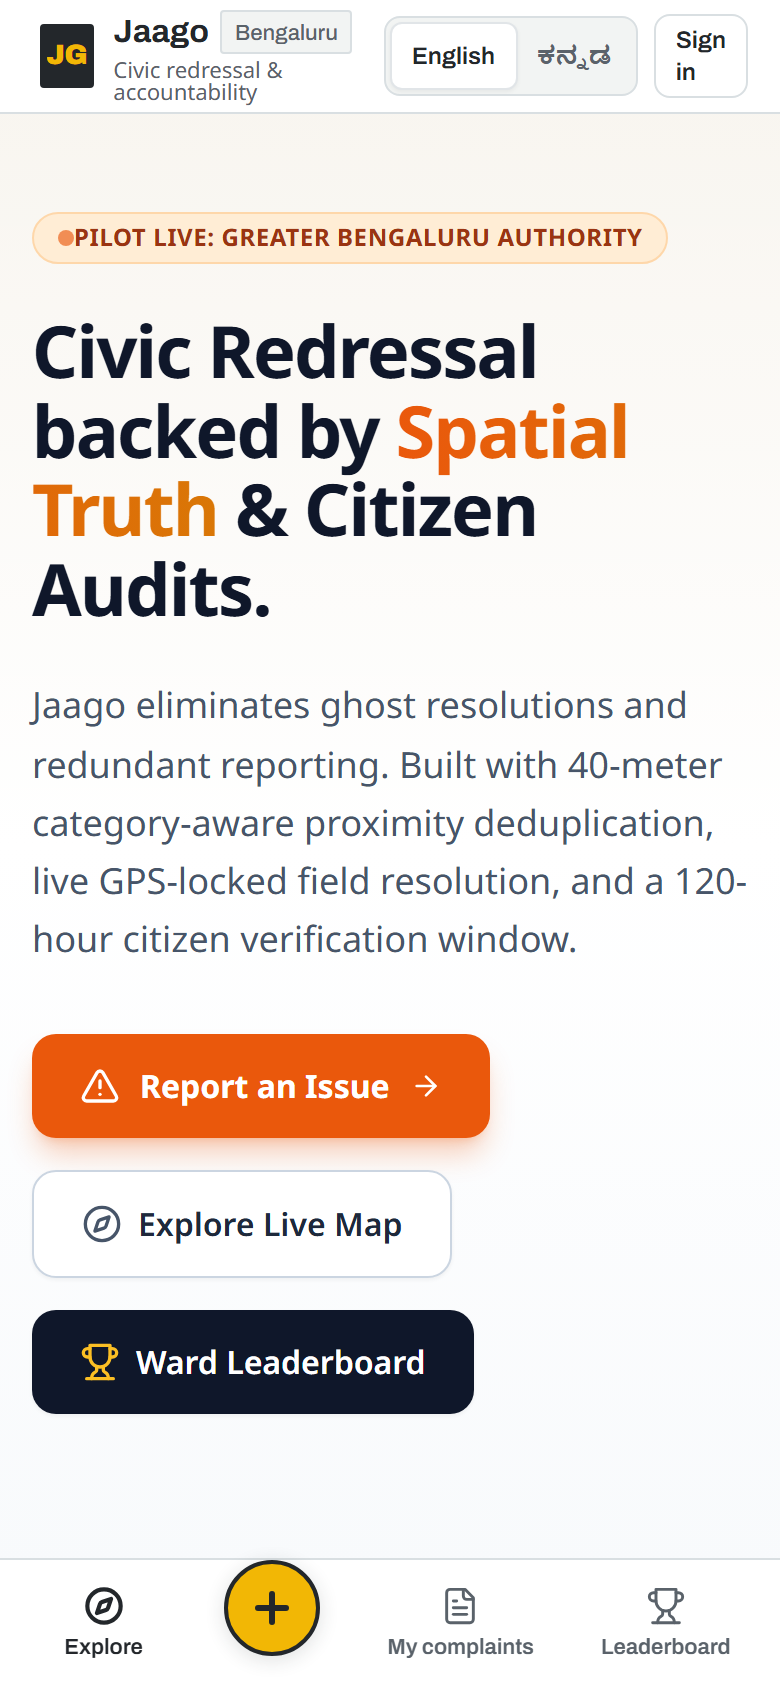 JG
Jaago
Bengaluru
Civic redressal &
accountability
English
ಕನ್ನಡ
Sign
in
PILOT LIVE: GREATER BENGALURU AUTHORITY
Civic Redressal
backed by Spatial
Truth & Citizen
Audits.
Jaago eliminates ghost resolutions and
redundant reporting. Built with 40-meter
category-aware proximity deduplication,
live GPS-locked field resolution, and a 120-
hour citizen verification window.
Report an Issue
Explore Live Map
Ward Leaderboard
Explore
My complaints
Leaderboard